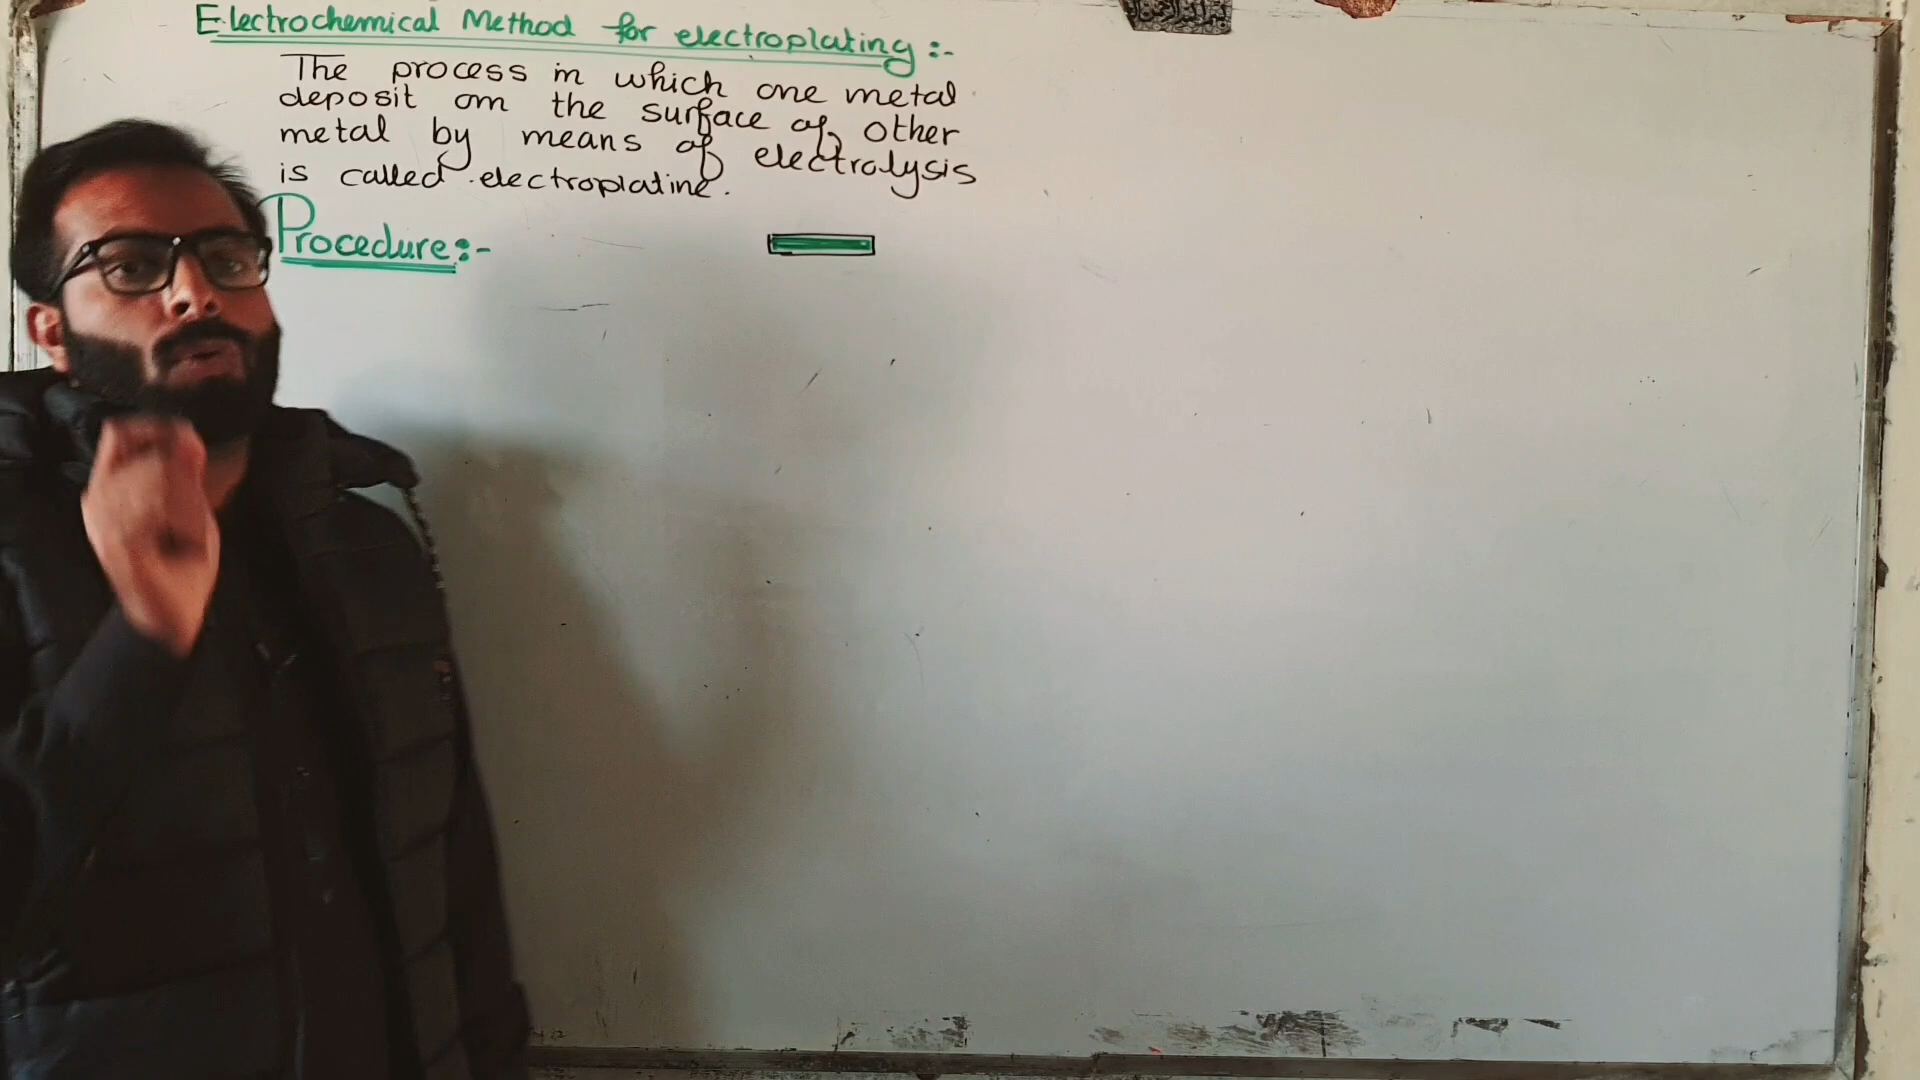 Electrochemical Method for electroplating:-
The process in which one metal
deposit on the surface of other
metal by means of electrolysis
is called electroplatine.
Procedure:-